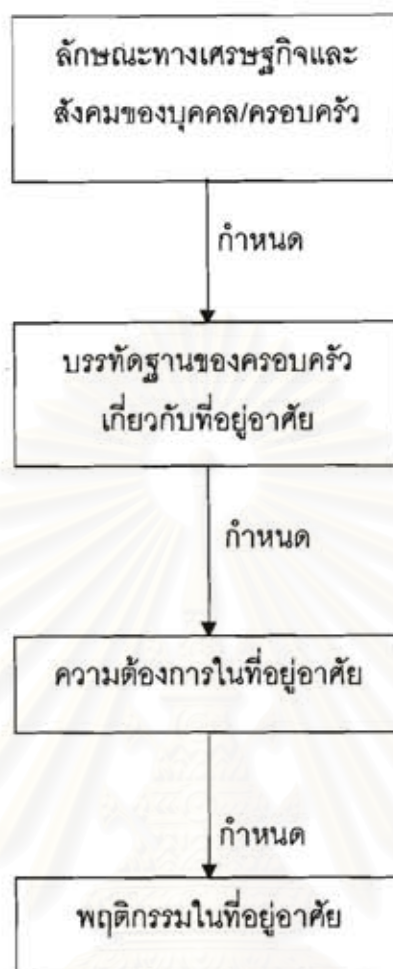 ลักษณะทางเศรษฐกิจและ
สังคมของบุคคล/ครอบครัว
กำหนด
บรรทัดฐานของครอบครัว
เกี่ยวกับที่อยู่อาศัย
กำหนด
ความต้องการในที่อยู่อาศัย
กำหนด
พฤติกรรมในที่อยู่อาศัย